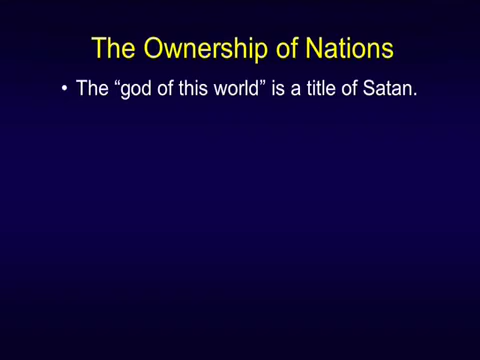 The Ownership of Nations
• The “god of this world” is a title of Satan.